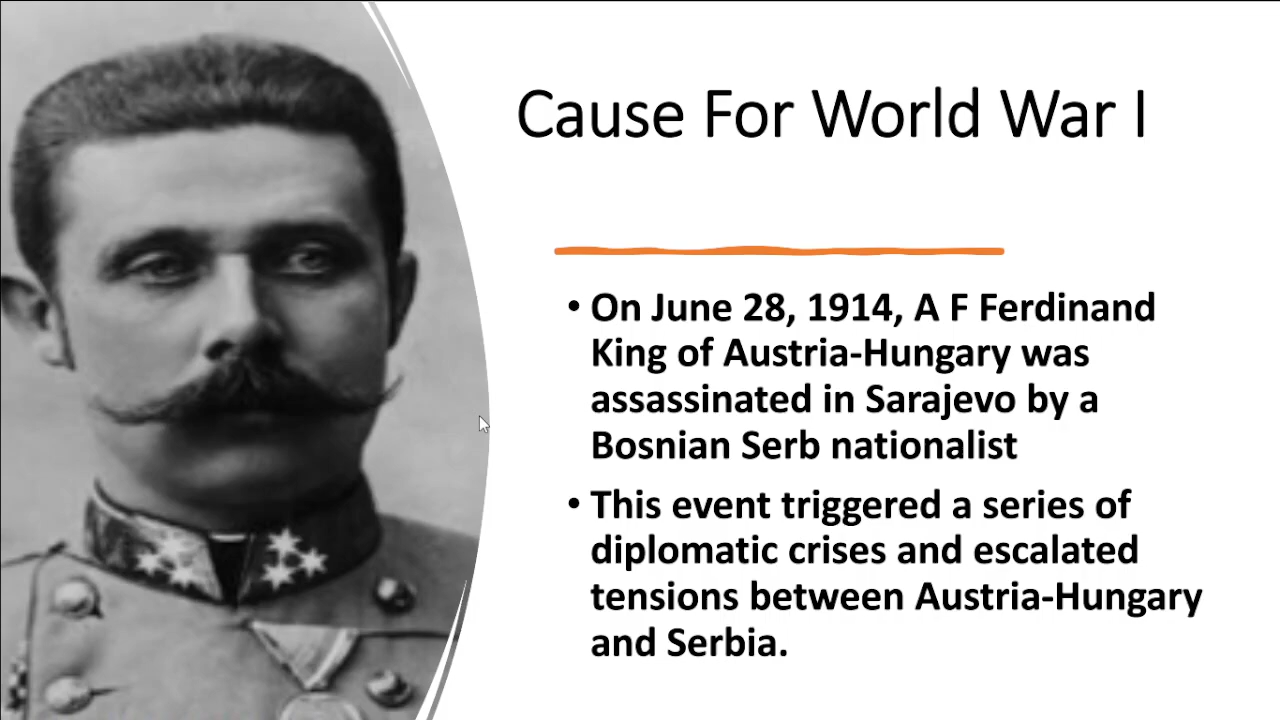 Cause For World War I
• On June 28, 1914, A F Ferdinand
King of Austria-Hungary was
assassinated in Sarajevo by a
Bosnian Serb nationalist
• This event triggered a series of
diplomatic crises and escalated
tensions between Austria-Hungary
and Serbia.